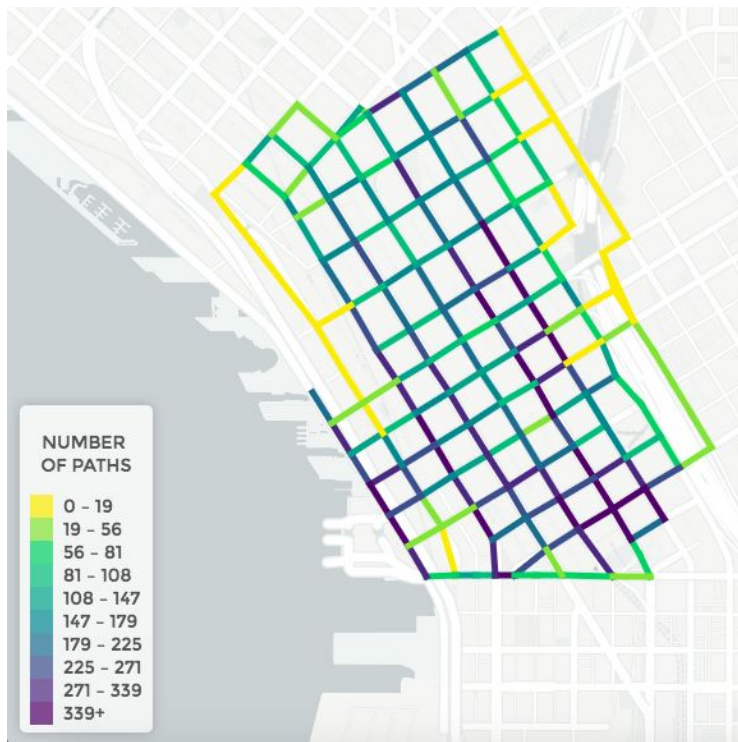 NUMBER
OF PATHS
0 – 19
19 – 56
56 – 81
81 – 108
108 – 147
147 – 179
179 – 225
225 – 271
271 – 339
339+